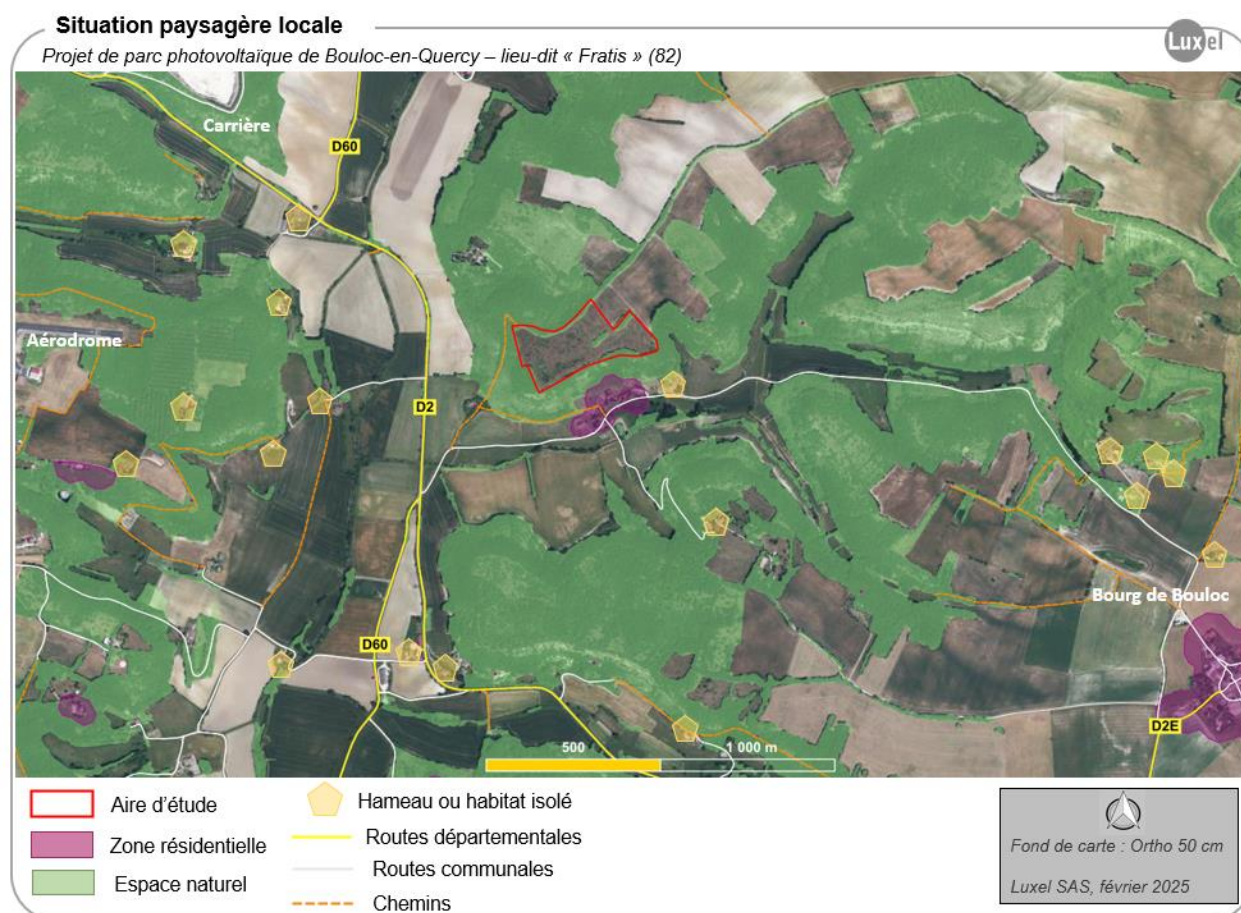 Situation paysagère locale
Projet de parc photovoltaïque de Bouloc-en-Quercy – lieu-dit « Fratis » (82)
Luxel
Carrière
D60
Aérodrome
D2
Bourg de Bouloc
D60
D2E
500
1 000 m
Aire d’étude
Zone résidentielle
Espace naturel
Hameau ou habitat isolé
Routes départementales
Routes communales
Chemins
Fond de carte : Ortho 50 cm
Luxel SAS, février 2025